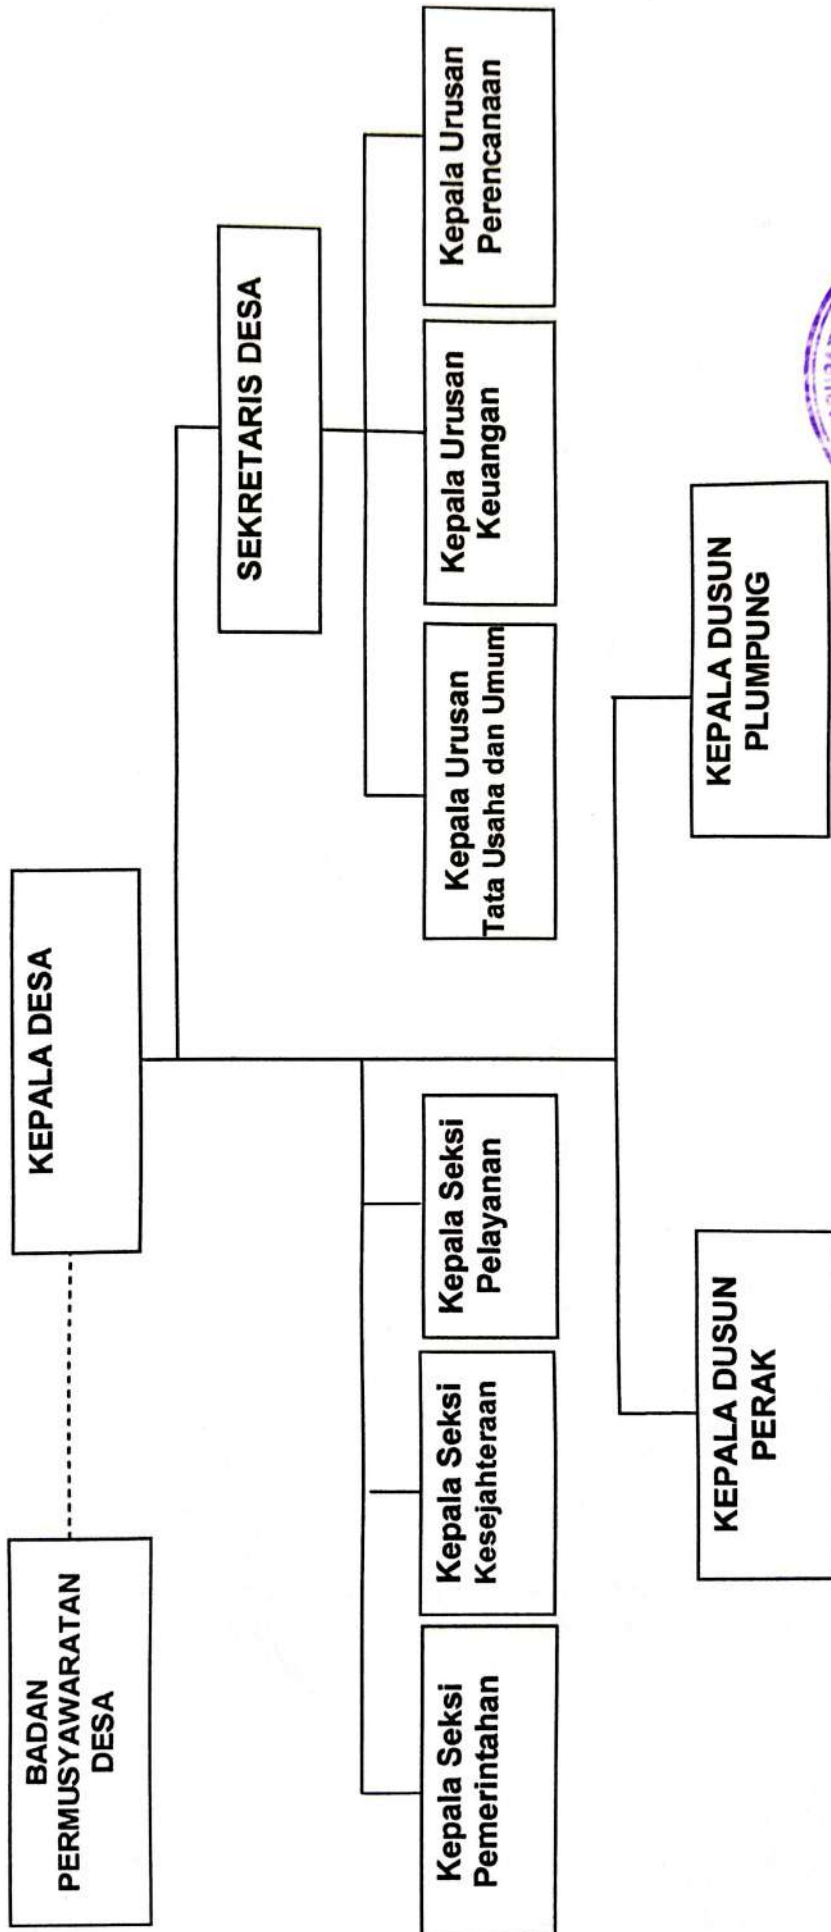 BADAN
PERMUSYAWARATAN
DESA
KEPALA DESA
SEKRETARIS DESA
Kepala Seksi
Pemerintahan
Kepala Seksi
Kesejahteraan
Kepala Seksi
Pelayanan
Kepala Urusan
Tata Usaha dan Umum
Kepala Urusan
Keuangan
Kepala Urusan
Perencanaan
KEPALA DUSUN
PERAK
KEPALA DUSUN
PLUMPUNG